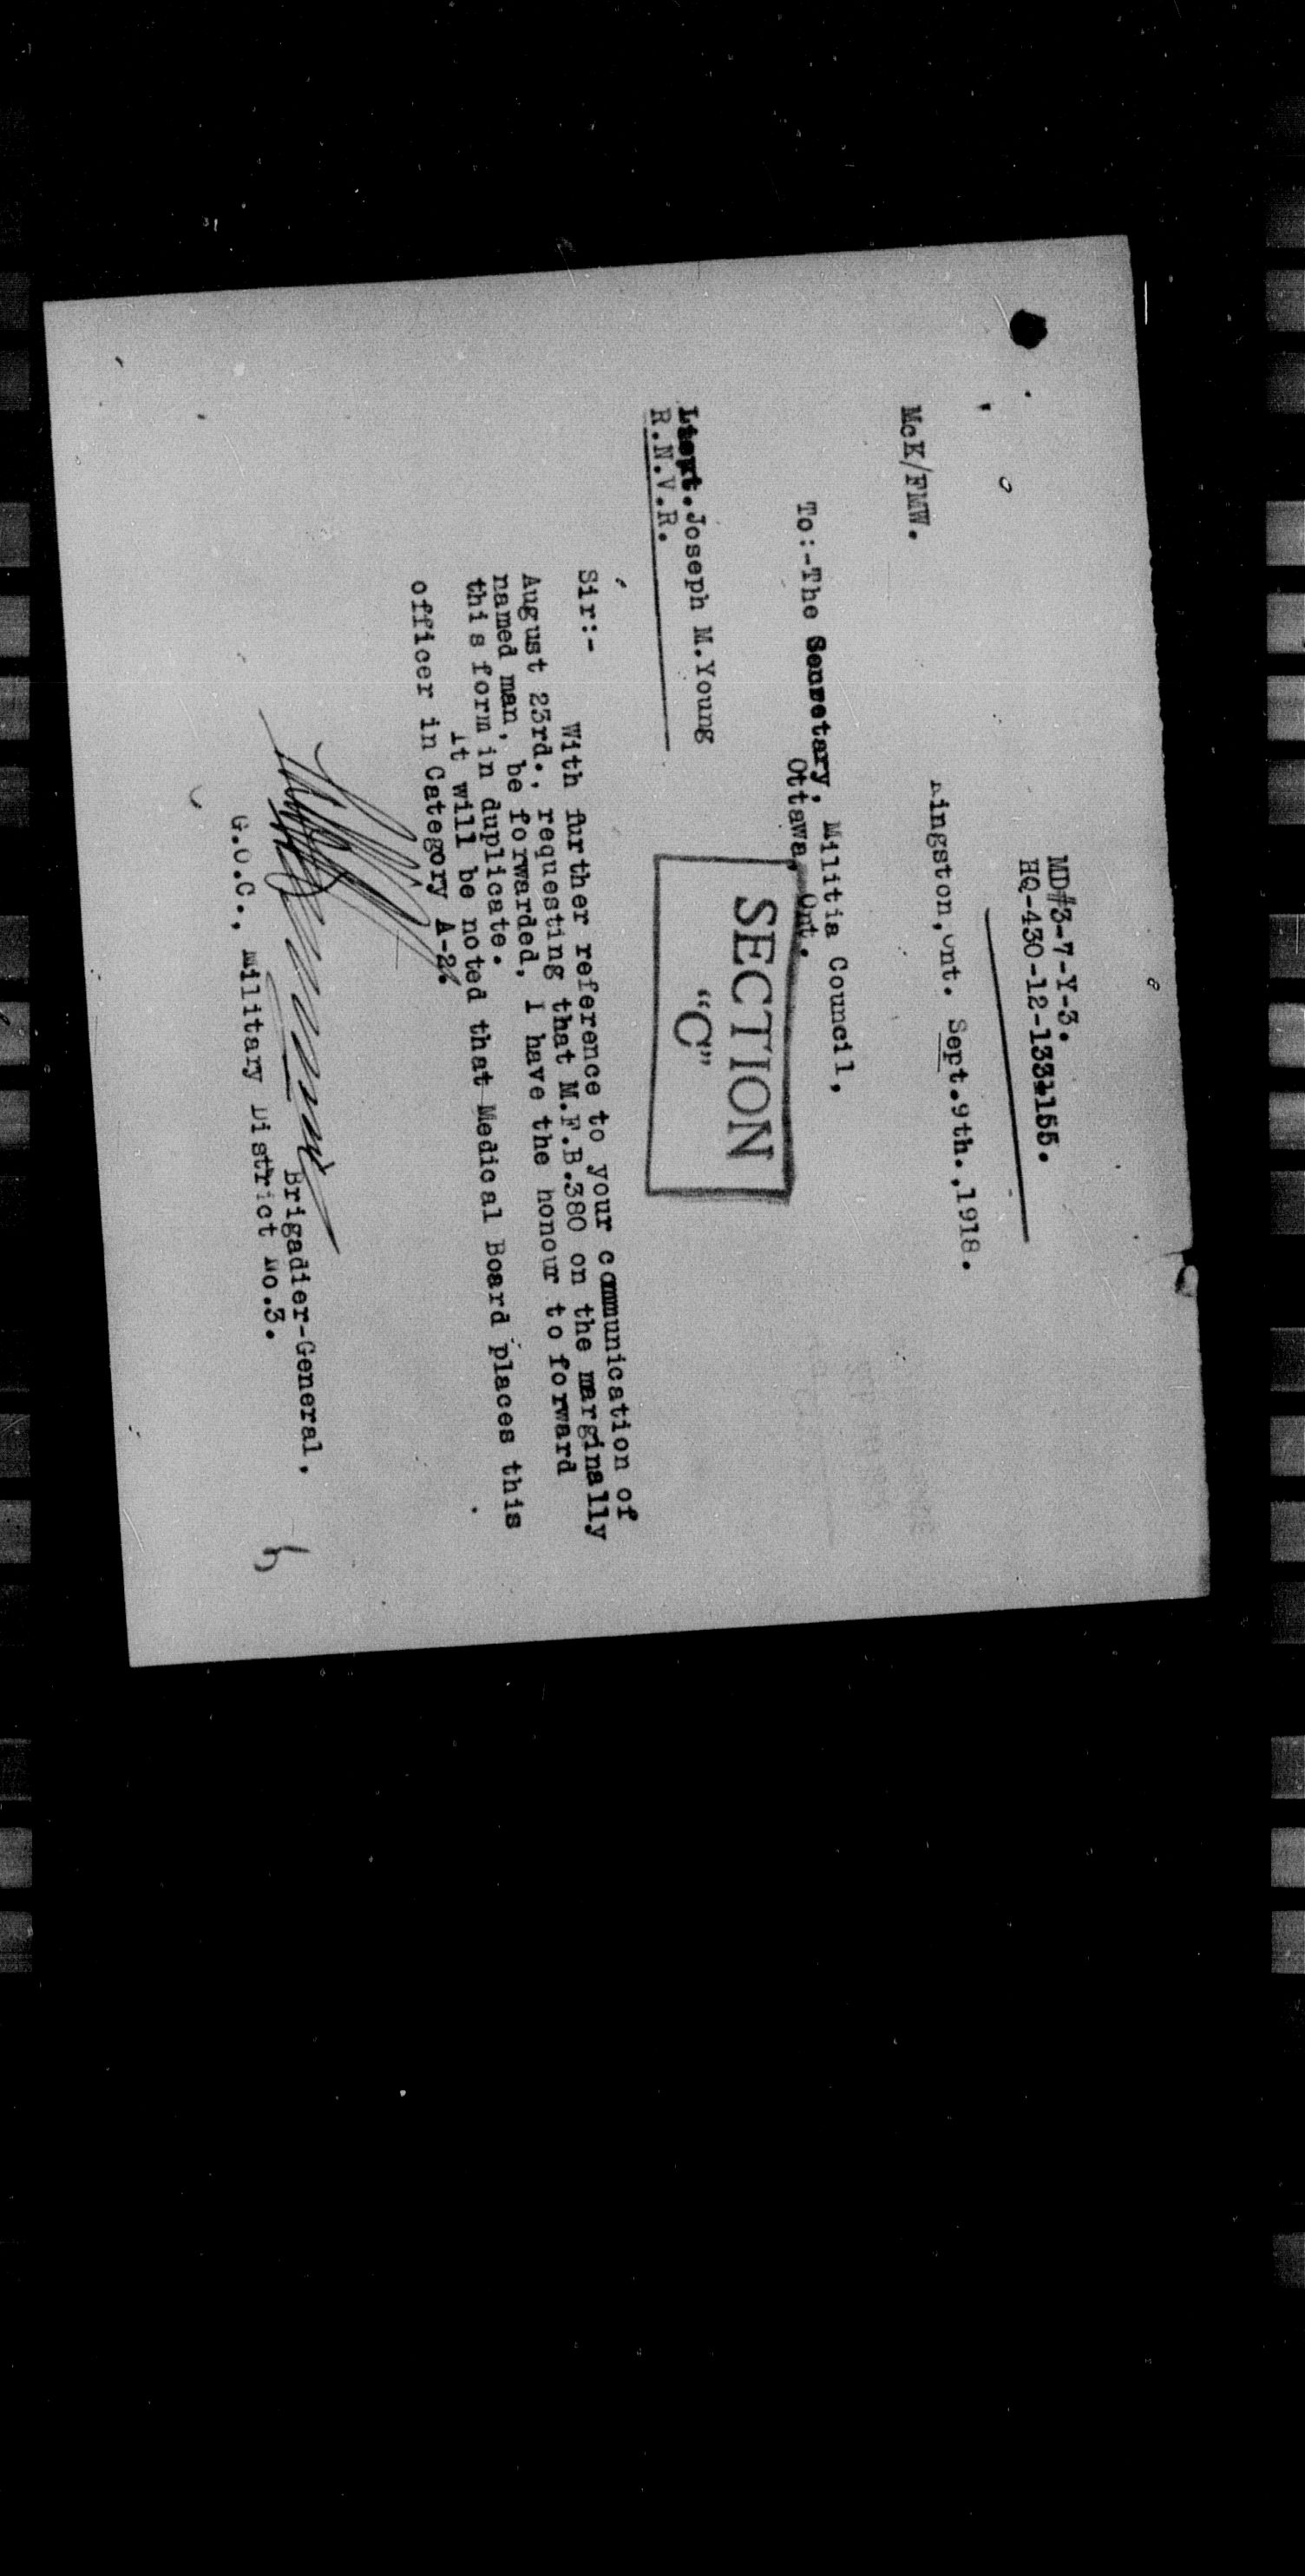 MD#3-7-Y-3.
HQ-430-12-1331155.
Kingston, Ont. Sept.9th.,1918.
McK/FMW.
To:-The Secretary, Militia Council,
Ottawa, Ont.
SECTION
"C"
Lieut.Joseph M.Young
R.N.V.R.
Sir:-
With further reference to your communication of
August 23rd., requesting that M.F.B.380 on the marginally
named man, be forwarded, I have the honour to forward
this form in duplicate.
It will be noted that Medical Board places this
officer in Category A-2.
Brigadier-General,
G.O.C., Military District No.3.